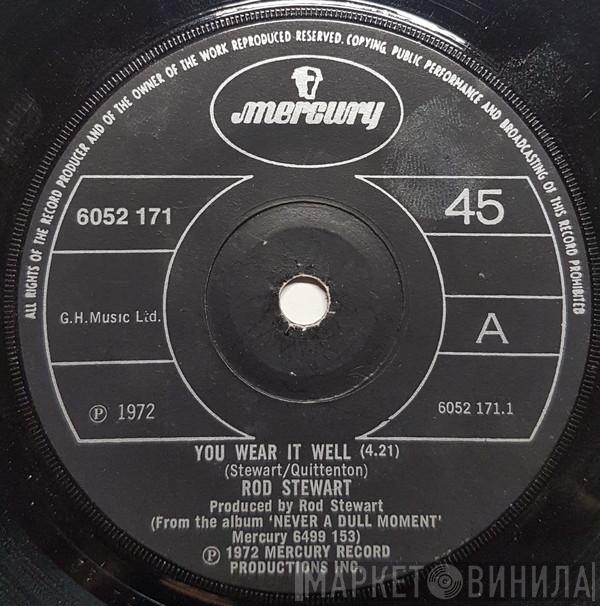 ALL RIGHTS OF THE RECORD PRODUCER AND OF THE OWNER OF THE WORK REPRODUCED RESERVED. COPYING, PUBLIC PERFORMANCE AND BROADCASTING OF THIS RECORD PROHIBITED
mercury
6052 171
45
G.H.Music Ltd.
A
℗ 1972
6052 171.1
YOU WEAR IT WELL (4.21)
(Stewart/Quittenton)
ROD STEWART
Produced by Rod Stewart
(From the album 'NEVER A DULL MOMENT'
Mercury 6499 153)
℗ 1972 MERCURY RECORD
PRODUCTIONS INC.
МАРКЕТ ВИНИЛА